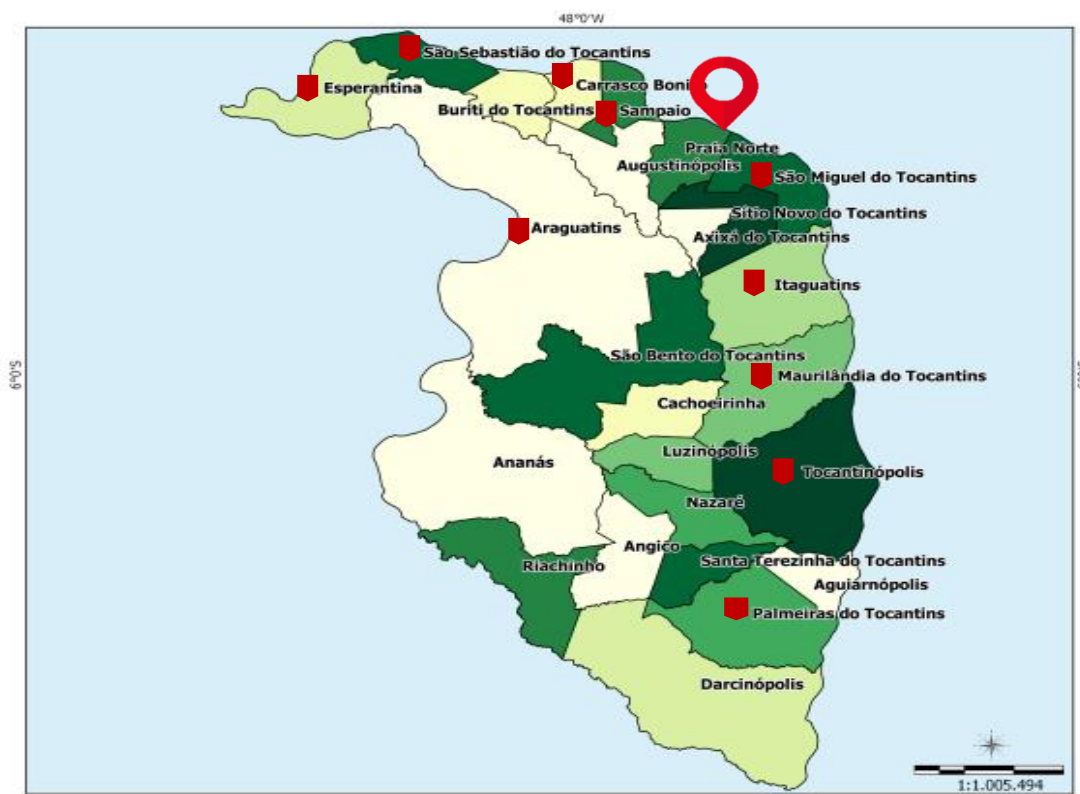 48°0'W
São Sebastião do Tocantins
Esperantina
Carrasco Bonito
Buriti do Tocantins
Sampaio
Praia Norte
Augustinópolis
São Miguel do Tocantins
Sítio Novo do Tocantins
Araguatins
Axixá do Tocantins
Itaguatins
São Bento do Tocantins
6°0'S
Maurilândia do Tocantins
Cachoeirinha
Luzinópolis
Ananás
Tocantinópolis
Nazaré
Angico
Santa Terezinha do Tocantins
Riachinho
Aguiarnópolis
Palmeiras do Tocantins
Darcinópolis
1:1.005.494